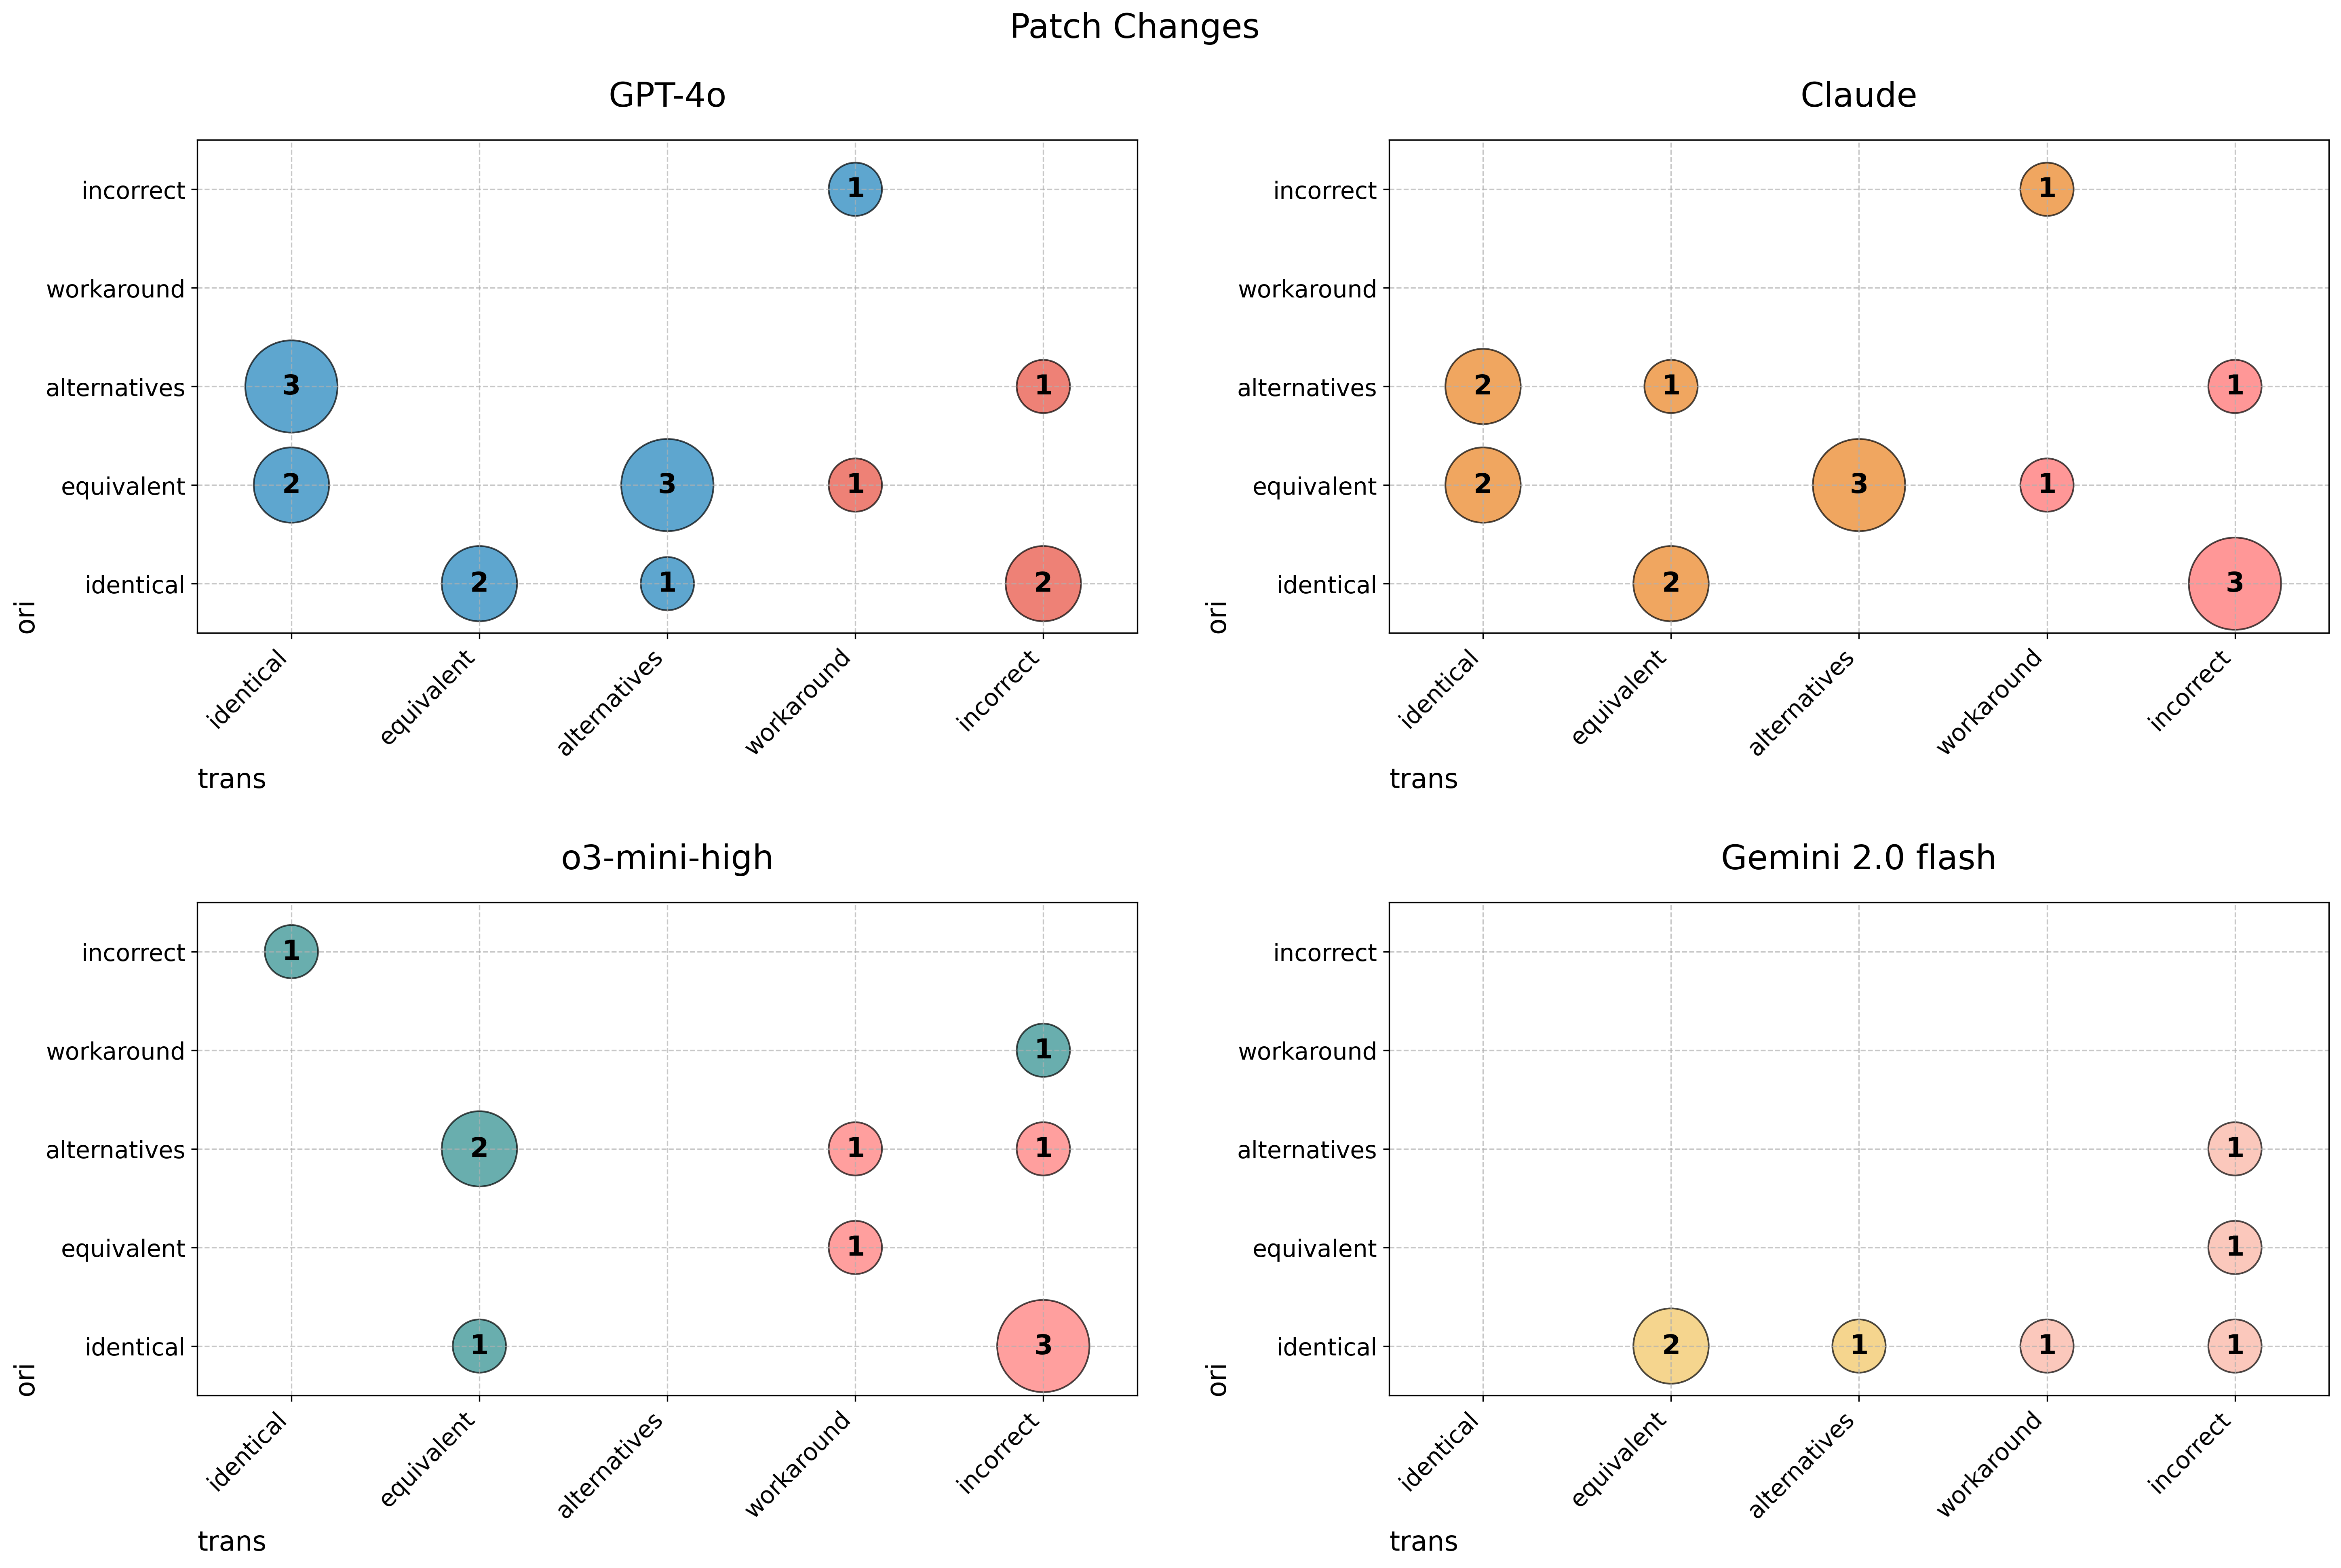 Patch Changes
GPT-4o
incorrect
workaround
alternatives
equivalent
identical
ori
1
3
1
2
3
1
2
1
2
identical
equivalent
alternatives
workaround
incorrect
trans
Claude
incorrect
workaround
alternatives
equivalent
identical
ori
1
2
1
1
2
3
1
2
3
identical
equivalent
alternatives
workaround
incorrect
trans
o3-mini-high
incorrect
workaround
alternatives
equivalent
identical
ori
1
1
2
1
1
1
1
3
identical
equivalent
alternatives
workaround
incorrect
trans
Gemini 2.0 flash
incorrect
workaround
alternatives
equivalent
identical
ori
1
1
2
1
1
1
identical
equivalent
alternatives
workaround
incorrect
trans